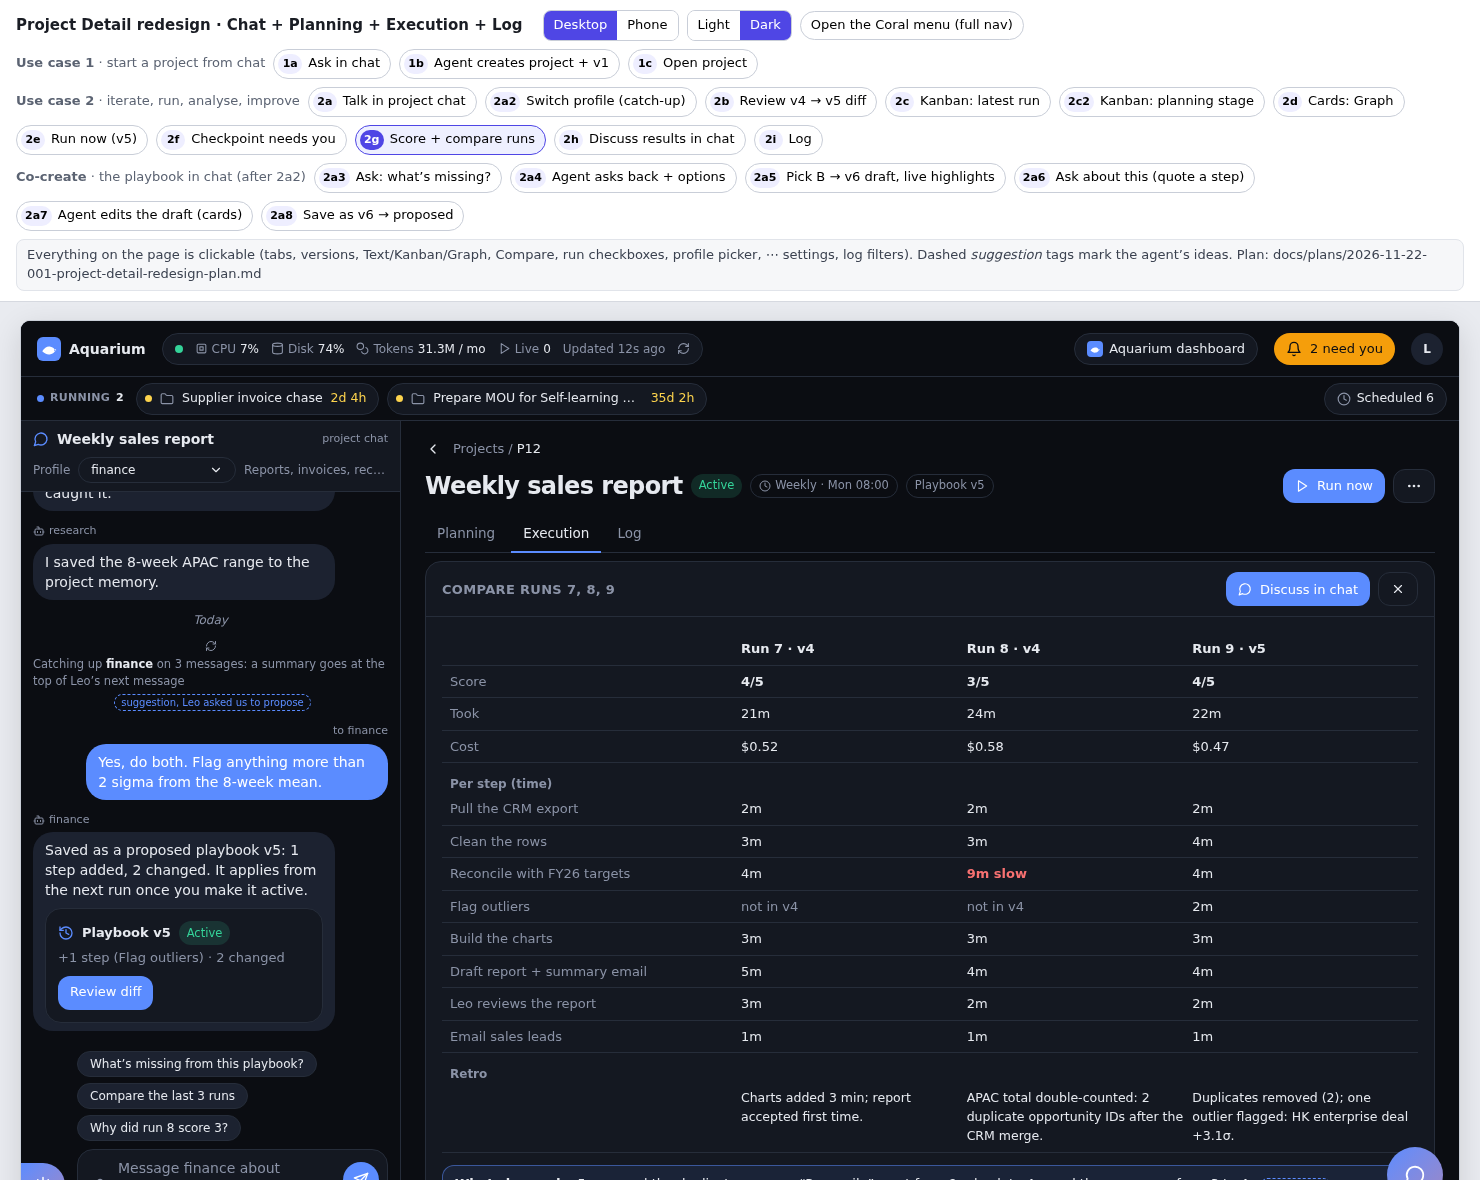 Project Detail redesign · Chat + Planning + Execution + Log
Desktop Phone Light Dark Open the Coral menu (full nav)
Use case 1 · start a project from chat 1a Ask in chat 1b Agent creates project + v1 1c Open project
Use case 2 · iterate, run, analyse, improve 2a Talk in project chat 2a2 Switch profile (catch-up) 2b Review v4 → v5 diff 2c Kanban: latest run 2c2 Kanban: planning stage 2d Cards: Graph
2e Run now (v5) 2f Checkpoint needs you 2g Score + compare runs 2h Discuss results in chat 2i Log
Co-create · the playbook in chat (after 2a2) 2a3 Ask: what’s missing? 2a4 Agent asks back + options 2a5 Pick B → v6 draft, live highlights 2a6 Ask about this (quote a step)
2a7 Agent edits the draft (cards) 2a8 Save as v6 → proposed
Everything on the page is clickable (tabs, versions, Text/Kanban/Graph, Compare, run checkboxes, profile picker, ··· settings, log filters). Dashed suggestion tags mark the agent’s ideas. Plan: docs/plans/2026-11-22-
001-project-detail-redesign-plan.md
Aquarium CPU 7% Disk 74% Tokens 31.3M / mo Live 0 Updated 12s ago Aquarium dashboard 2 need you L
RUNNING 2 Supplier invoice chase 2d 4h Prepare MOU for Self-learning ... 35d 2h Scheduled 6
Weekly sales report project chat
Profile finance Reports, invoices, rec...
caught it.
research
I saved the 8-week APAC range to the
project memory.
Today
Catching up finance on 3 messages: a summary goes at the
top of Leo’s next message
suggestion, Leo asked us to propose
to finance
Yes, do both. Flag anything more than
2 sigma from the 8-week mean.
finance
Saved as a proposed playbook v5: 1
step added, 2 changed. It applies from
the next run once you make it active.
Playbook v5 Active
+1 step (Flag outliers) · 2 changed
Review diff
What’s missing from this playbook?
Compare the last 3 runs
Why did run 8 score 3?
Message finance about
Projects / P12
Weekly sales report Active Weekly · Mon 08:00 Playbook v5 Run now ···
Planning Execution Log
COMPARE RUNS 7, 8, 9 Discuss in chat ×
Run 7 · v4 Run 8 · v4 Run 9 · v5
Score 4/5 3/5 4/5
Took 21m 24m 22m
Cost $0.52 $0.58 $0.47
Per step (time)
Pull the CRM export 2m 2m 2m
Clean the rows 3m 3m 4m
Reconcile with FY26 targets 4m 9m slow 4m
Flag outliers not in v4 not in v4 2m
Build the charts 3m 3m 3m
Draft report + summary email 5m 4m 4m
Leo reviews the report 3m 2m 2m
Email sales leads 1m 1m 1m
Retro
Charts added 3 min; report APAC total double-counted: 2 Duplicates removed (2); one
accepted first time. duplicate opportunity IDs after the outlier flagged: HK enterprise deal
CRM merge. +3.1σ.